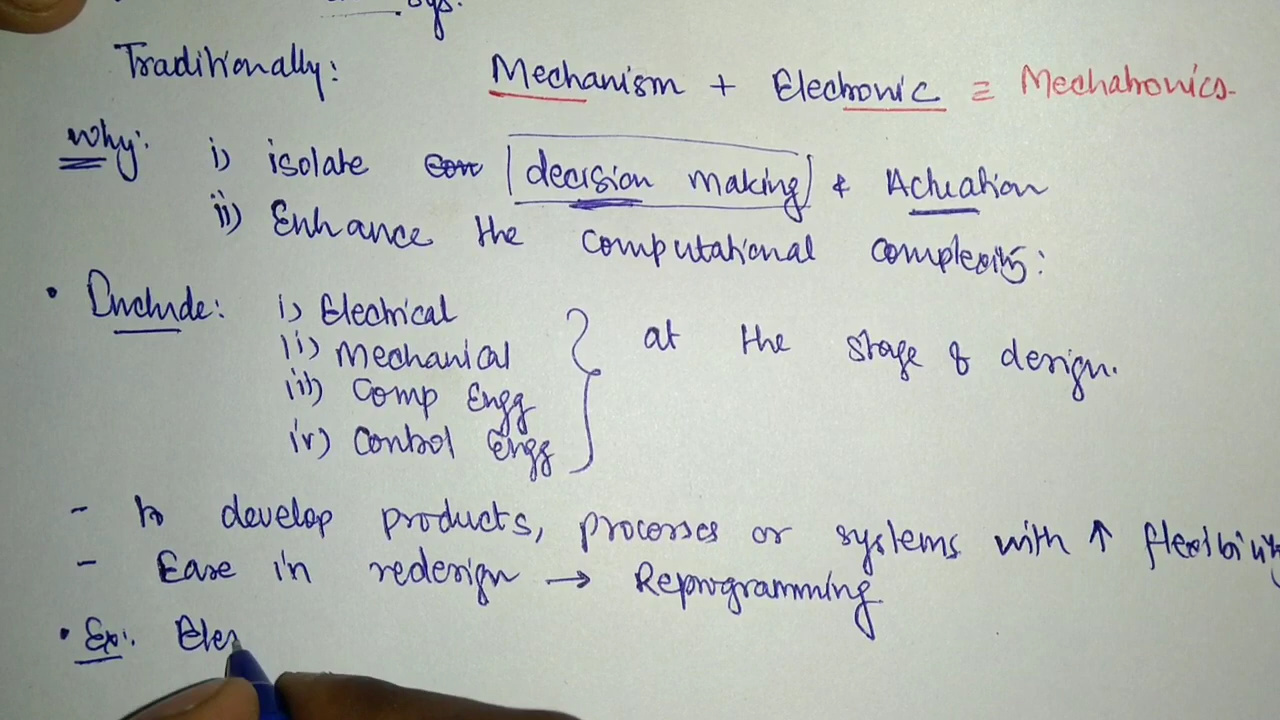 sys.
Traditionally: Mechanism + Electronic ≡ Mechatronics.
Why: i) isolate decision making & Actuation
ii) Enhance the computational complexity:
• Include: i) Electrical
ii) Mechanical
iii) Comp Engg
iv) Control Engg
} at the stage of design.
- to develop products, processes or systems with ↑ flexibility
- Ease in redesign → Reprogramming
• Ex: Ele